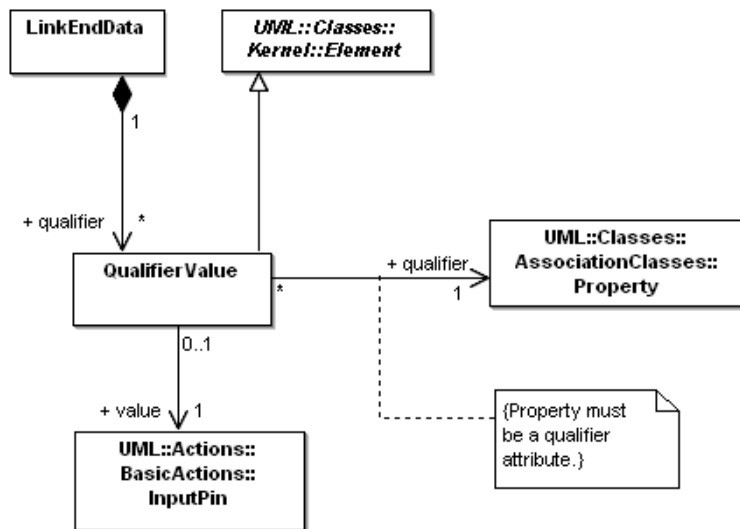 LinkEndData
UML::Classes::
Kernel::Element
1
+ qualifier
*
QualifierValue
*
+ qualifier
1
UML::Classes::
AssociationClasses::
Property
0..1
+ value
1
UML::Actions::
BasicActions::
InputPin
{Property must
be a qualifier
attribute.}